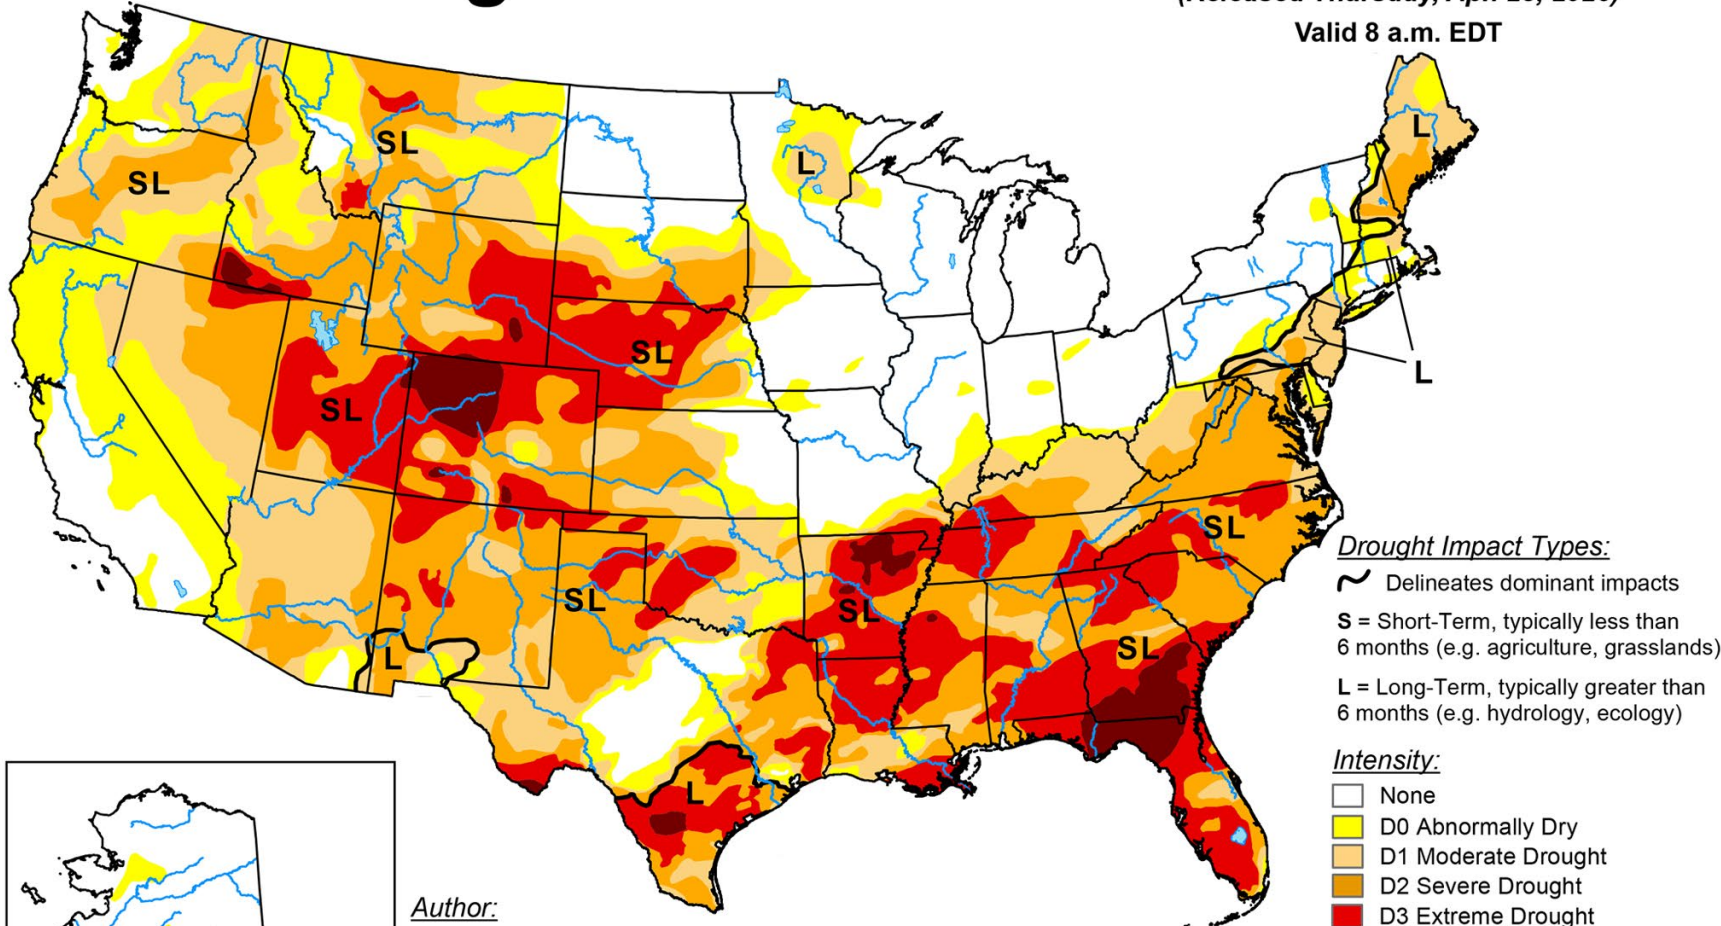 Valid 8 a.m. EDT
SL
L
L
SL
SL
SL
L
SL
SL
SL
SL
L
SL
L
Drought Impact Types:
Delineates dominant impacts
S = Short-Term, typically less than
6 months (e.g. agriculture, grasslands)
L = Long-Term, typically greater than
6 months (e.g. hydrology, ecology)
Intensity:
None
D0 Abnormally Dry
D1 Moderate Drought
D2 Severe Drought
D3 Extreme Drought
Author: